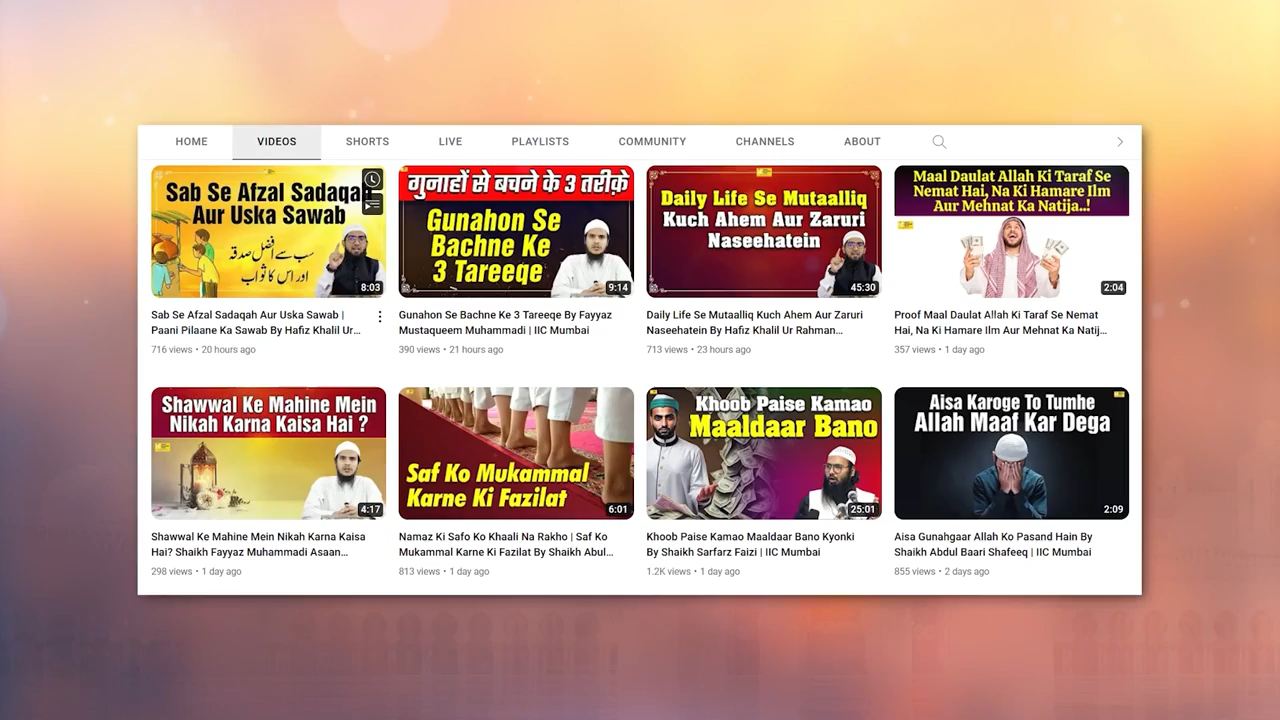 HOME VIDEOS SHORTS LIVE PLAYLISTS COMMUNITY CHANNELS ABOUT
Sab Se Afzal Sadaqah
Aur Uska Sawab
سب سے افضل صدقہ
اور اس کا ثواب
8:03
Sab Se Afzal Sadaqah Aur Uska Sawab |
Paani Pilaane Ka Sawab By Hafiz Khalil Ur...
716 views • 20 hours ago
गुनाहों से बचने के 3 तरीक़े
Gunahon Se
Bachne Ke
3 Tareeqe
9:14
Gunahon Se Bachne Ke 3 Tareeqe By Fayyaz
Mustaqueem Muhammadi | IIC Mumbai
390 views • 21 hours ago
Daily Life Se Mutaalliq
Kuch Ahem Aur Zaruri
Naseehatein
45:30
Daily Life Se Mutaalliq Kuch Ahem Aur Zaruri
Naseehatein By Hafiz Khalil Ur Rahman...
713 views • 23 hours ago
Maal Daulat Allah Ki Taraf Se
Nemat Hai, Na Ki Hamare Ilm
Aur Mehnat Ka Natija..!
2:04
Proof Maal Daulat Allah Ki Taraf Se Nemat
Hai, Na Ki Hamare Ilm Aur Mehnat Ka Natij...
357 views • 1 day ago
Shawwal Ke Mahine Mein
Nikah Karna Kaisa Hai ?
4:17
Shawwal Ke Mahine Mein Nikah Karna Kaisa
Hai? Shaikh Fayyaz Muhammadi Asaan...
298 views • 1 day ago
Saf Ko Mukammal
Karne Ki Fazilat
6:01
Namaz Ki Safo Ko Khaali Na Rakho | Saf Ko
Mukammal Karne Ki Fazilat By Shaikh Abul...
813 views • 1 day ago
Khoob Paise Kamao
Maaldaar Bano
25:01
Khoob Paise Kamao Maaldaar Bano Kyonki
By Shaikh Sarfarz Faizi | IIC Mumbai
1.2K views • 1 day ago
Aisa Karoge To Tumhe
Allah Maaf Kar Dega
2:09
Aisa Gunahgaar Allah Ko Pasand Hain By
Shaikh Abdul Baari Shafeeq | IIC Mumbai
855 views • 2 days ago